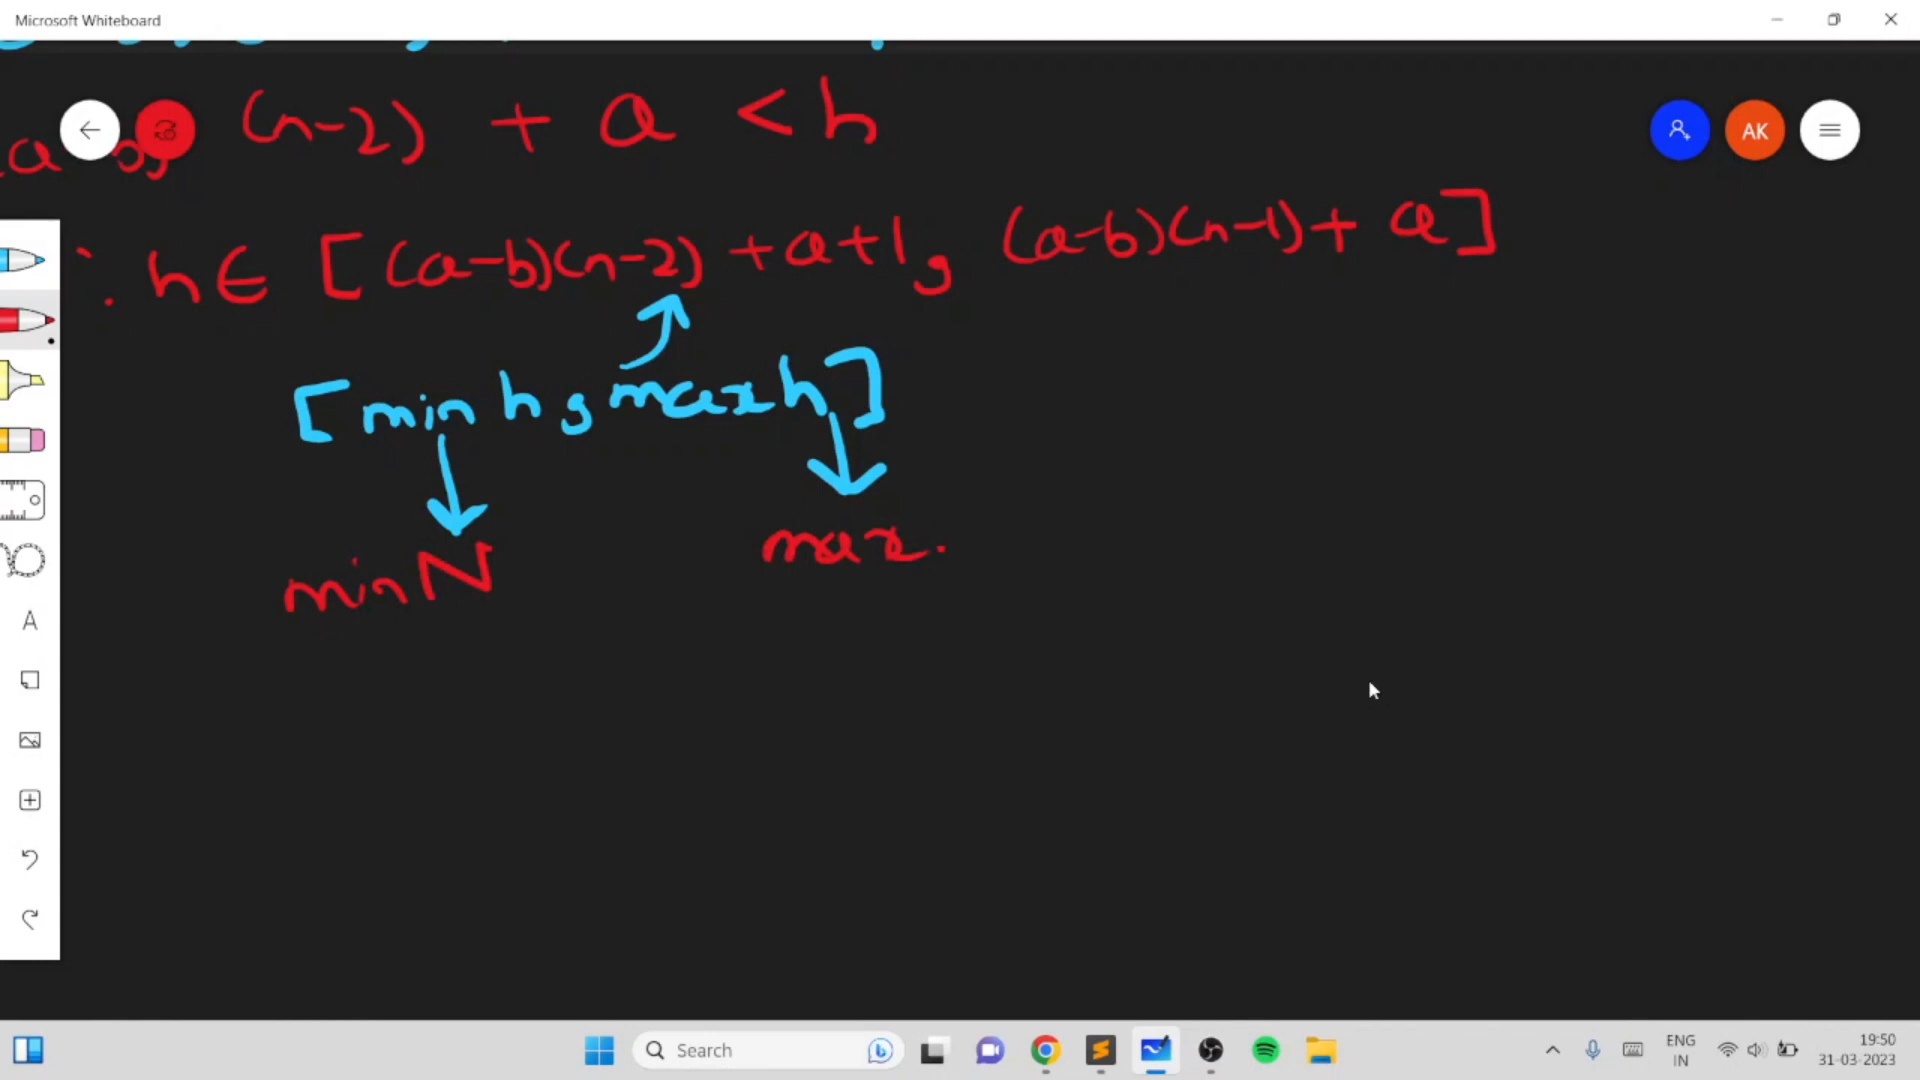 Microsoft Whiteboard
(n-2) + a < h
AK
∴ h ∈ [(a-b)(n-2) + a+1, (a-b)(n-1) + a]
[min h, max h]
min N
max.
A
Search
ENG
IN
19:50
31-03-2023